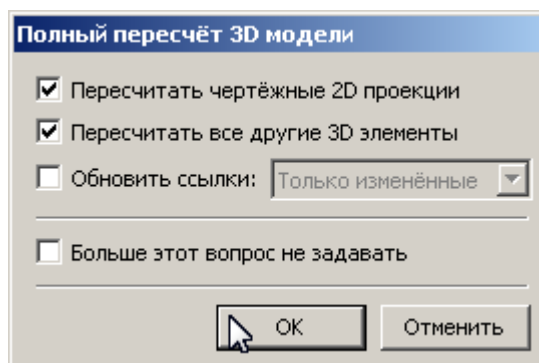 Полный пересчёт 3D модели
Пересчитать чертёжные 2D проекции
Пересчитать все другие 3D элементы
Обновить ссылки: Только изменённые
Больше этот вопрос не задавать
OK Отменить